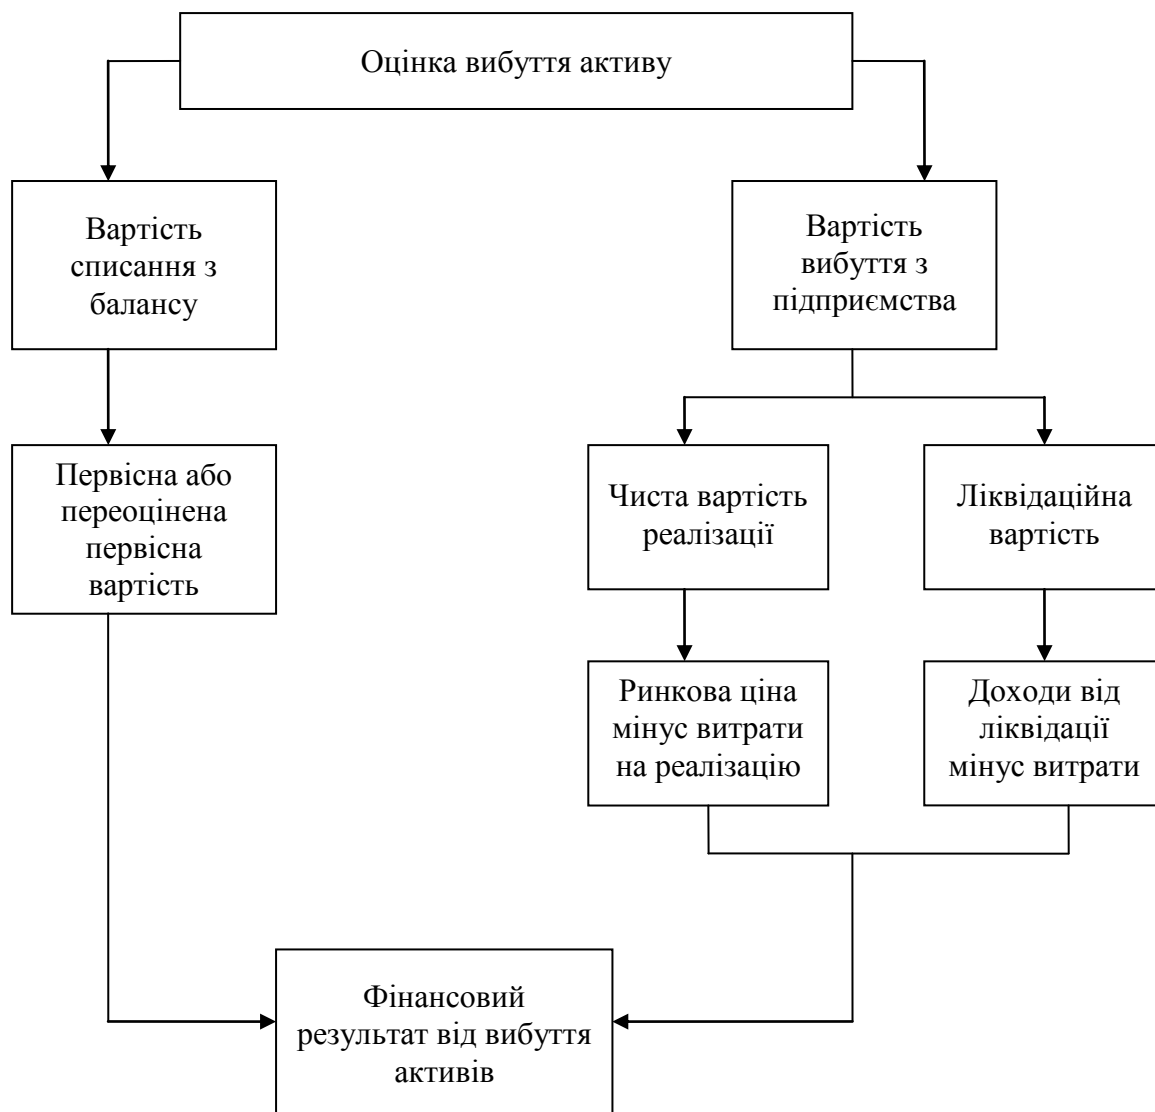 Оцінка вибуття активу
Вартість
списання з
балансу
Вартість
вибуття з
підприємства
Первісна або
переоцінена
первісна
вартість
Чиста вартість
реалізації
Ліквідаційна
вартість
Ринкова ціна
мінус витрати
на реалізацію
Доходи від
ліквідації
мінус витрати
Фінансовий
результат від вибуття
активів